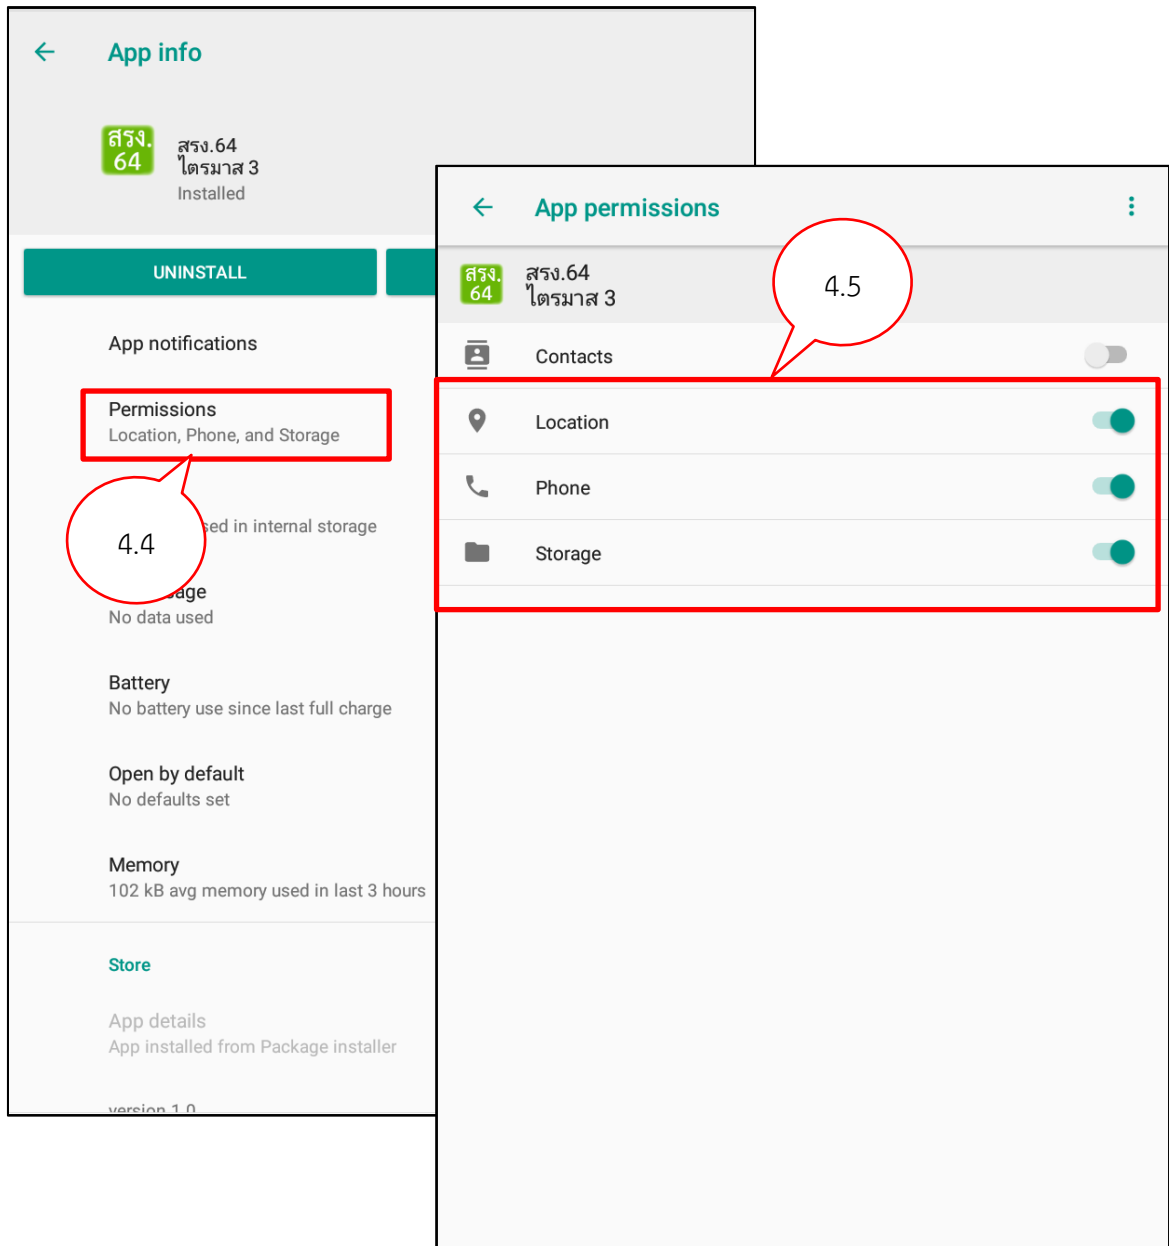 App info
สรง.
64
สรง.64
ไตรมาส 3
Installed
UNINSTALL
App notifications
Permissions
Location, Phone, and Storage
4.4
in internal storage
No data used
Battery
No battery use since last full charge
Open by default
No defaults set
Memory
102 kB avg memory used in last 3 hours
Store
App details
App installed from Package installer
version 1.0
App permissions
สรง.
64
สรง.64
ไตรมาส 3
4.5
Contacts
Location
Phone
Storage